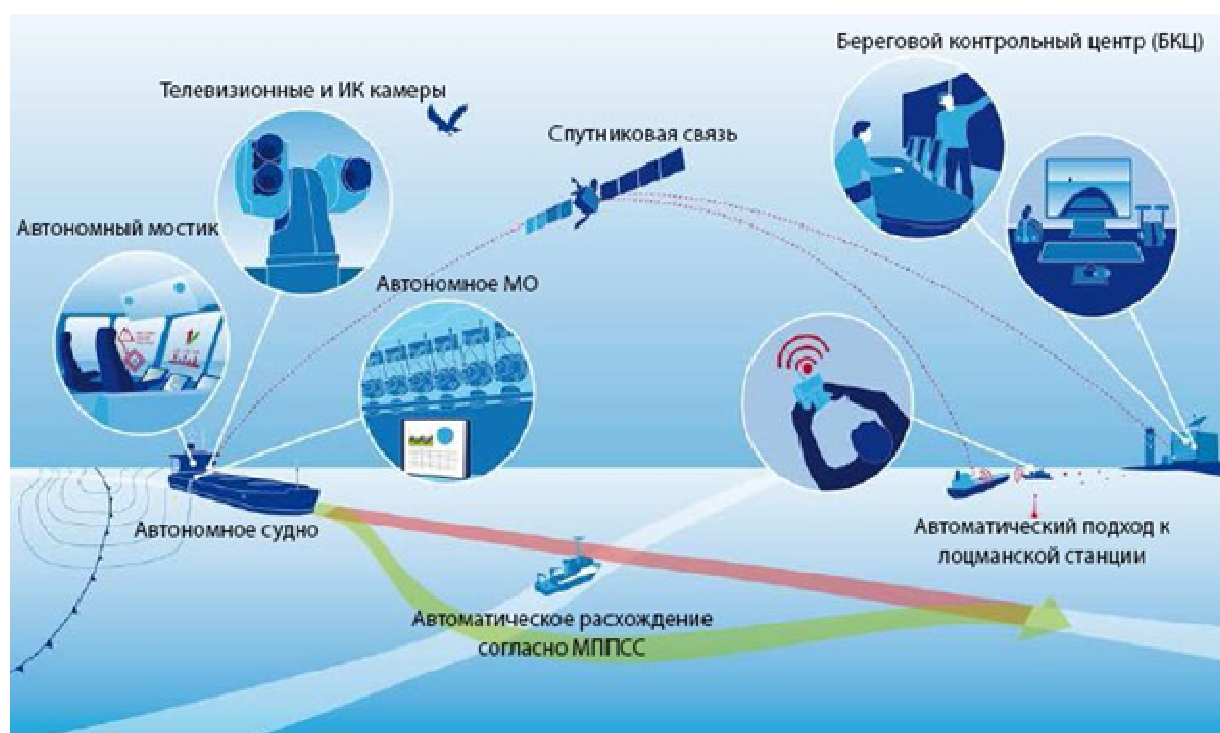 Береговой контрольный центр (БКЦ)
Телевизионные и ИК камеры
Спутниковая связь
Автономный мостик
Автономное МО
Автономное судно
Автоматический подход к
лоцманской станции
Автоматическое расхождение
согласно МППСС